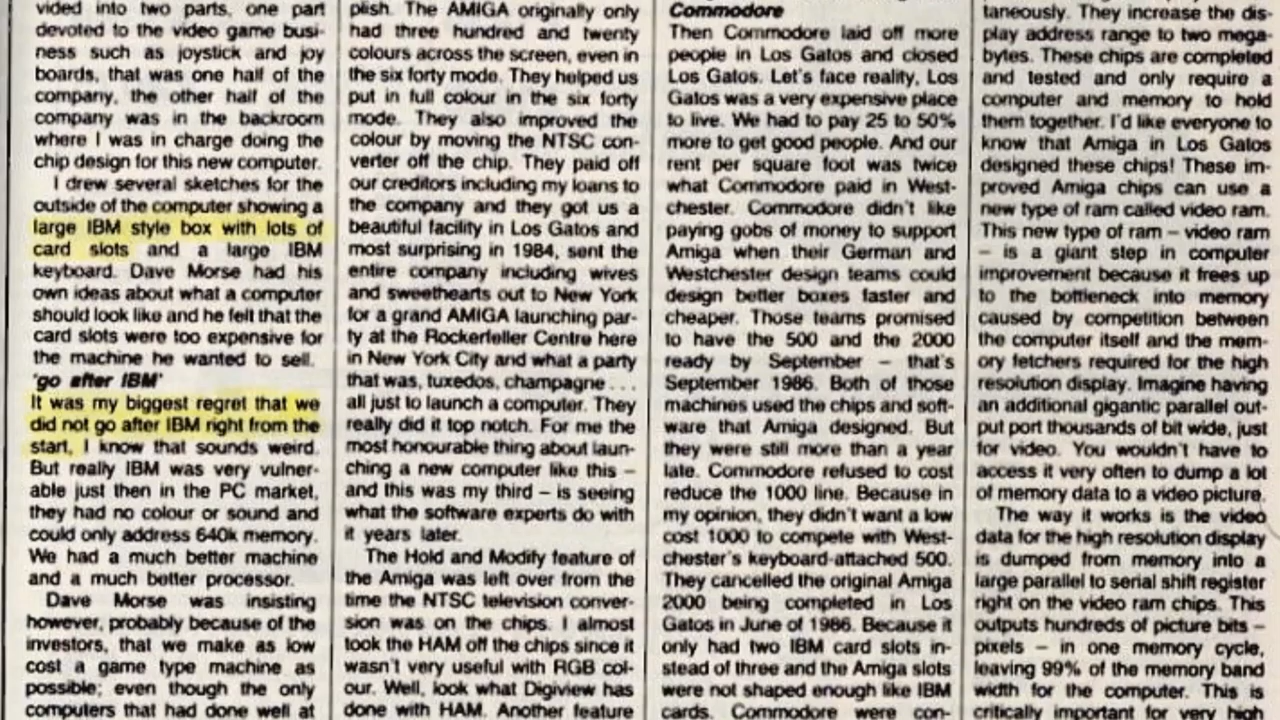 vided into two parts, one part
devoted to the video game busi-
ness such as joystick and joy
boards, that was one half of the
company, the other half of the
company was in the backroom
where I was in charge doing the
chip design for this new computer.
I drew several sketches for the
outside of the computer showing a
large IBM style box with lots of
card slots and a large IBM
keyboard. Dave Morse had his
own ideas about what a computer
should look like and he felt that the
card slots were too expensive for
the machine he wanted to sell.
'go after IBM'
It was my biggest regret that we
did not go after IBM right from the
start, I know that sounds weird.
But really IBM was very vulner-
able just then in the PC market,
they had no colour or sound and
could only address 640k memory.
We had a much better machine
and a much better processor.
Dave Morse was insisting
however, probably because of the
investors, that we make as low
cost a game type machine as
possible; even though the only
computers that had done well at
plish. The AMIGA originally only
had three hundred and twenty
colours across the screen, even in
the six forty mode. They helped us
put in full colour in the six forty
mode. They also improved the
colour by moving the NTSC con-
verter off the chip. They paid off
our creditors including my loans to
the company and they got us a
beautiful facility in Los Gatos and
most surprising in 1984, sent the
entire company including wives
and sweethearts out to New York
for a grand AMIGA launching par-
ty at the Rockerfeller Centre here
in New York City and what a party
that was, tuxedos, champagne . . .
all just to launch a computer. They
really did it top notch. For me the
most honourable thing about laun-
ching a new computer like this –
and this was my third – is seeing
what the software experts do with
it years later.
The Hold and Modify feature of
the Amiga was left over from the
time the NTSC television conver-
sion was on the chips. I almost
took the HAM off the chips since it
wasn't very useful with RGB col-
our. Well, look what Digiview has
done with HAM. Another feature
Commodore
Then Commodore laid off more
people in Los Gatos and closed
Los Gatos. Let's face reality, Los
Gatos was a very expensive place
to live. We had to pay 25 to 50%
more to get good people. And our
rent per square foot was twice
what Commodore paid in West-
chester. Commodore didn't like
paying gobs of money to support
Amiga when their German and
Westchester design teams could
design better boxes faster and
cheaper. Those teams promised
to have the 500 and the 2000
ready by September – that's
September 1986. Both of those
machines used the chips and soft-
ware that Amiga designed. But
they were still more than a year
late. Commodore refused to cost
reduce the 1000 line. Because in
my opinion, they didn't want a low
cost 1000 to compete with West-
chester's keyboard-attached 500.
They cancelled the original Amiga
2000 being completed in Los
Gatos in June of 1986. Because it
only had two IBM card slots in-
stead of three and the Amiga slots
were not shaped enough like IBM
cards. Commodore were con-
taneously. They increase the dis-
play address range to two mega-
bytes. These chips are completed
and tested and only require a
computer and memory to hold
them together. I'd like everyone to
know that Amiga in Los Gatos
designed these chips! These im-
proved Amiga chips can use a
new type of ram called video ram.
This new type of ram – video ram
– is a giant step in computer
improvement because it frees up
to the bottleneck into memory
caused by competition between
the computer itself and the mem-
ory fetchers required for the high
resolution display. Imagine having
an additional gigantic parallel out-
put port thousands of bit wide, just
for video. You wouldn't have to
access it very often to dump a lot
of memory data to a video picture.
The way it works is the video
data for the high resolution display
is dumped from memory into a
large parallel to serial shift register
right on the video ram chips. This
outputs hundreds of picture bits –
pixels – in one memory cycle,
leaving 99% of the memory band
width for the computer. This is
critically important for very high